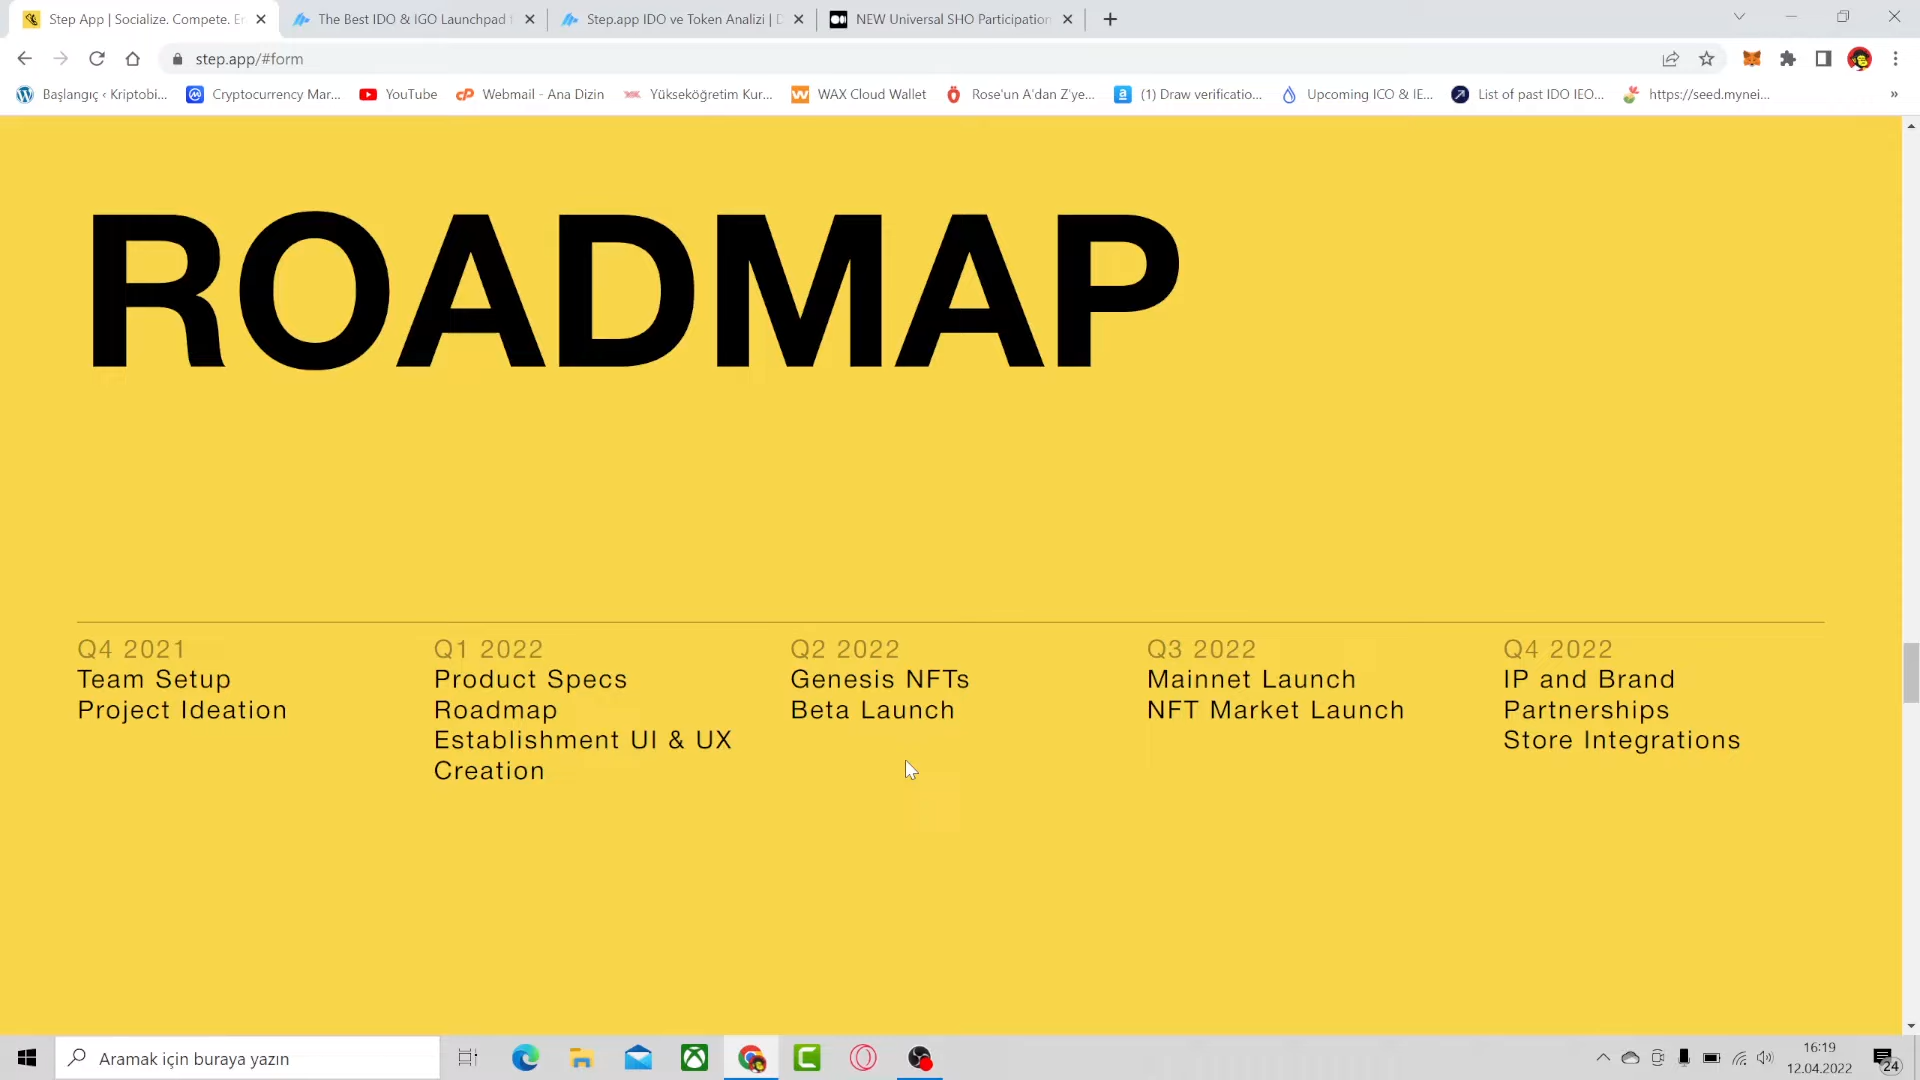 Step App | Socialize. Compete. E
The Best IDO & IGO Launchpad
Step.app IDO ve Token Analizi |
NEW Universal SHO Participation
step.app/#form
Başlangıç ‹ Kriptobi...
Cryptocurrency Mar...
YouTube
Webmail - Ana Dizin
Yükseköğretim Kur...
WAX Cloud Wallet
Rose'un A'dan Z'ye...
(1) Draw verificatio...
Upcoming ICO & IE...
List of past IDO IEO...
https://seed.mynei...
»
ROADMAP
Q4 2021
Team Setup
Project Ideation
Q1 2022
Product Specs
Roadmap
Establishment UI & UX
Creation
Q2 2022
Genesis NFTs
Beta Launch
Q3 2022
Mainnet Launch
NFT Market Launch
Q4 2022
IP and Brand
Partnerships
Store Integrations
Aramak için buraya yazın
16:19
12.04.2022
24